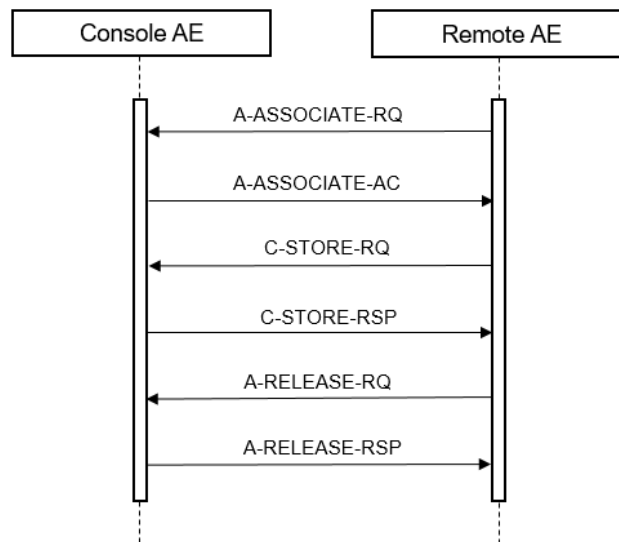 Console AE
Remote AE
A-ASSOCIATE-RQ
A-ASSOCIATE-AC
C-STORE-RQ
C-STORE-RSP
A-RELEASE-RQ
A-RELEASE-RSP